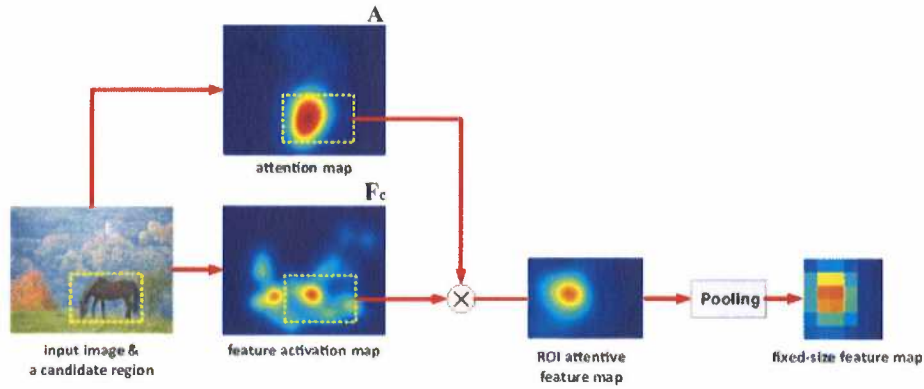 A
attention map
Fc
input image &
a candidate region
feature activation map
ROI attentive
feature map
Pooling
fixed-size feature map